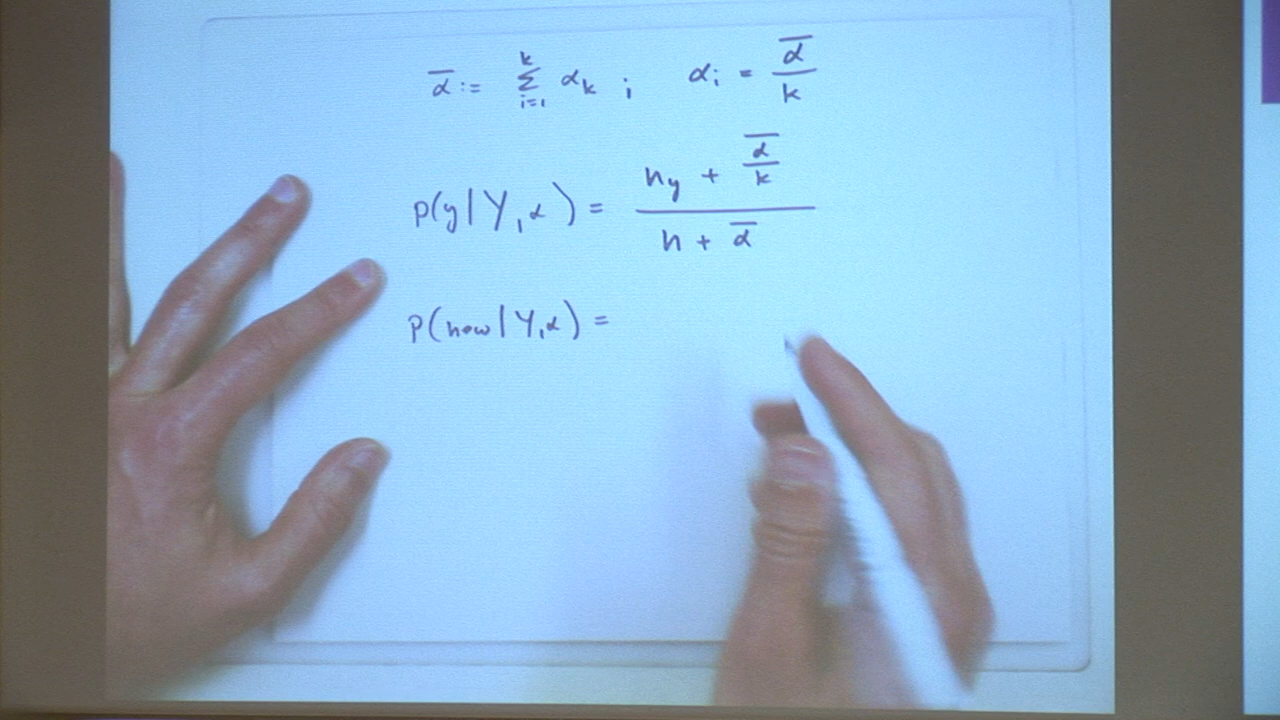 ᾱ := Σ_{i=1}^{k} α_k ; α_i = ᾱ/k
p(y|Y,α) = (n_y + ᾱ/k) / (n + ᾱ)
p(new|Y,α) =